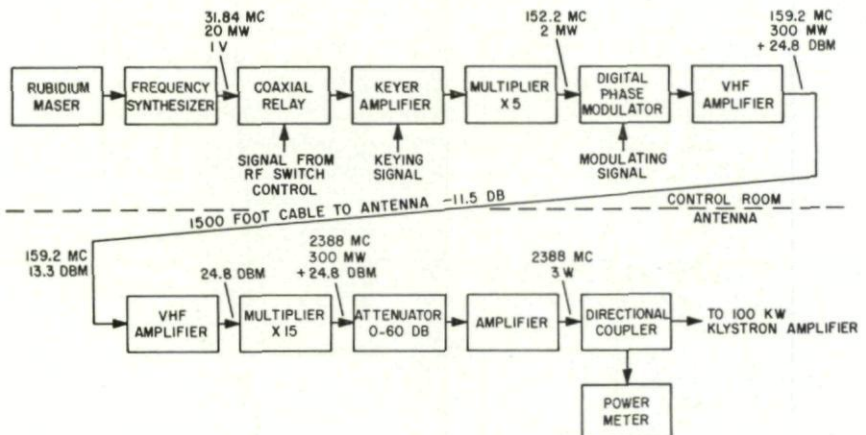 31.84 MC
20 MW
1 V
152.2 MC
2 MW
159.2 MC
300 MW
+ 24.8 DBM
RUBIDIUM
MASER
FREQUENCY
SYNTHESIZER
COAXIAL
RELAY
KEYER
AMPLIFIER
MULTIPLIER
X 5
DIGITAL
PHASE
MODULATOR
VHF
AMPLIFIER
SIGNAL FROM
RF SWITCH
CONTROL
KEYING
SIGNAL
MODULATING
SIGNAL
1500 FOOT CABLE TO ANTENNA -11.5 DB
CONTROL ROOM
ANTENNA
159.2 MC
13.3 DBM
24.8 DBM
2388 MC
300 MW
+24.8 DBM
2388 MC
3 W
VHF
AMPLIFIER
MULTIPLIER
X 15
ATTENUATOR
0-60 DB
AMPLIFIER
DIRECTIONAL
COUPLER
TO 100 KW
KLYSTRON AMPLIFIER
POWER
METER